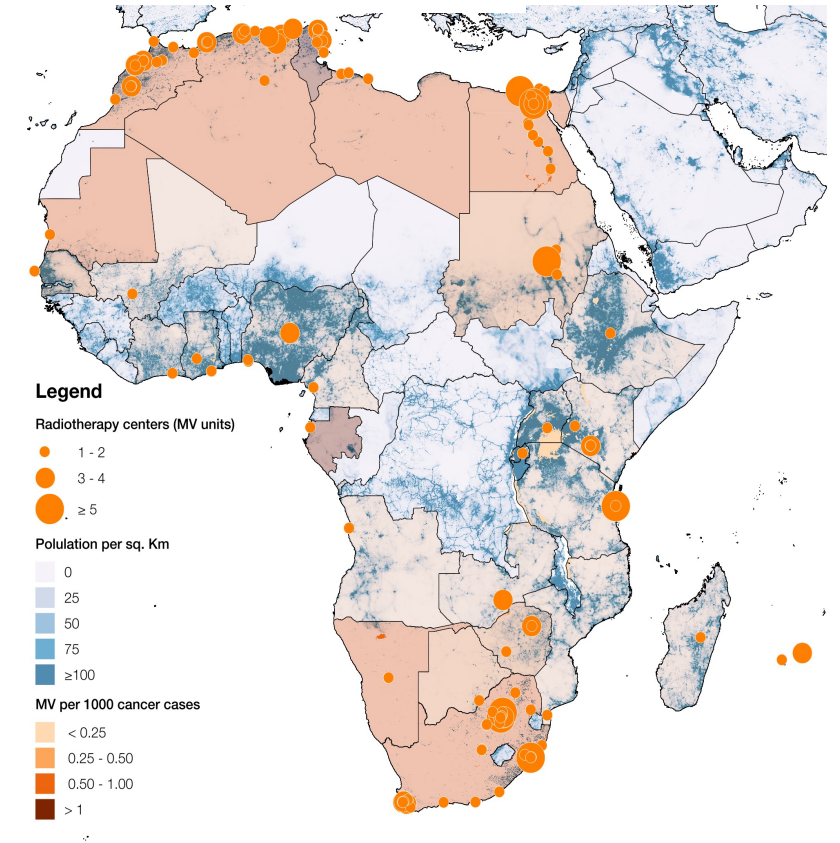 Legend
Radiotherapy centers (MV units)
1 - 2
3 - 4
≥ 5
Polulation per sq. Km
0
25
50
75
≥100
MV per 1000 cancer cases
< 0.25
0.25 - 0.50
0.50 - 1.00
> 1